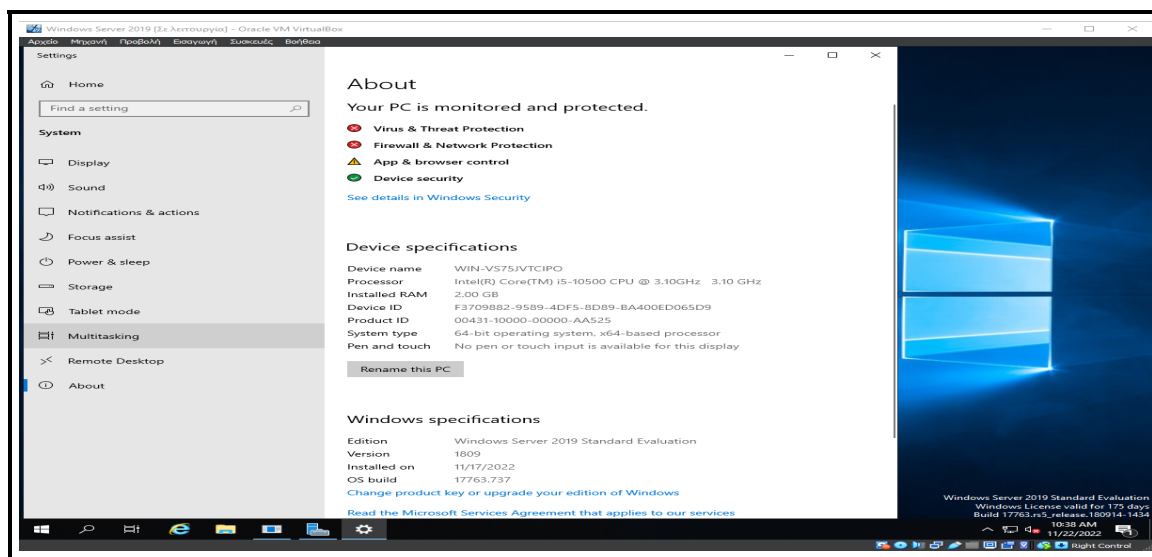 Windows Server 2019 [Σε λειτουργία] - Oracle VM VirtualBox
Αρχείο Μηχανή Προβολή Εισαγωγή Συσκευές Βοήθεια
Settings
Home
Find a setting
System
Display
Sound
Notifications & actions
Focus assist
Power & sleep
Storage
Tablet mode
Multitasking
Remote Desktop
About
About
Your PC is monitored and protected.
Virus & Threat Protection
Firewall & Network Protection
App & browser control
Device security
See details in Windows Security
Device specifications
Device name WIN-VS75JVTCIPO
Processor Intel(R) Core(TM) i5-10500 CPU @ 3.10GHz 3.10 GHz
Installed RAM 2.00 GB
Device ID F3709882-9589-4DF5-8D89-BA400ED065D9
Product ID 00431-10000-00000-AA525
System type 64-bit operating system, x64-based processor
Pen and touch No pen or touch input is available for this display
Rename this PC
Windows specifications
Edition Windows Server 2019 Standard Evaluation
Version 1809
Installed on 11/17/2022
OS build 17763.737
Change product key or upgrade your edition of Windows
Read the Microsoft Services Agreement that applies to our services
Windows Server 2019 Standard Evaluation
Windows License valid for 175 days
Build 17763.rs5_release.180914-1434
10:38 AM
11/22/2022
1
Right Control